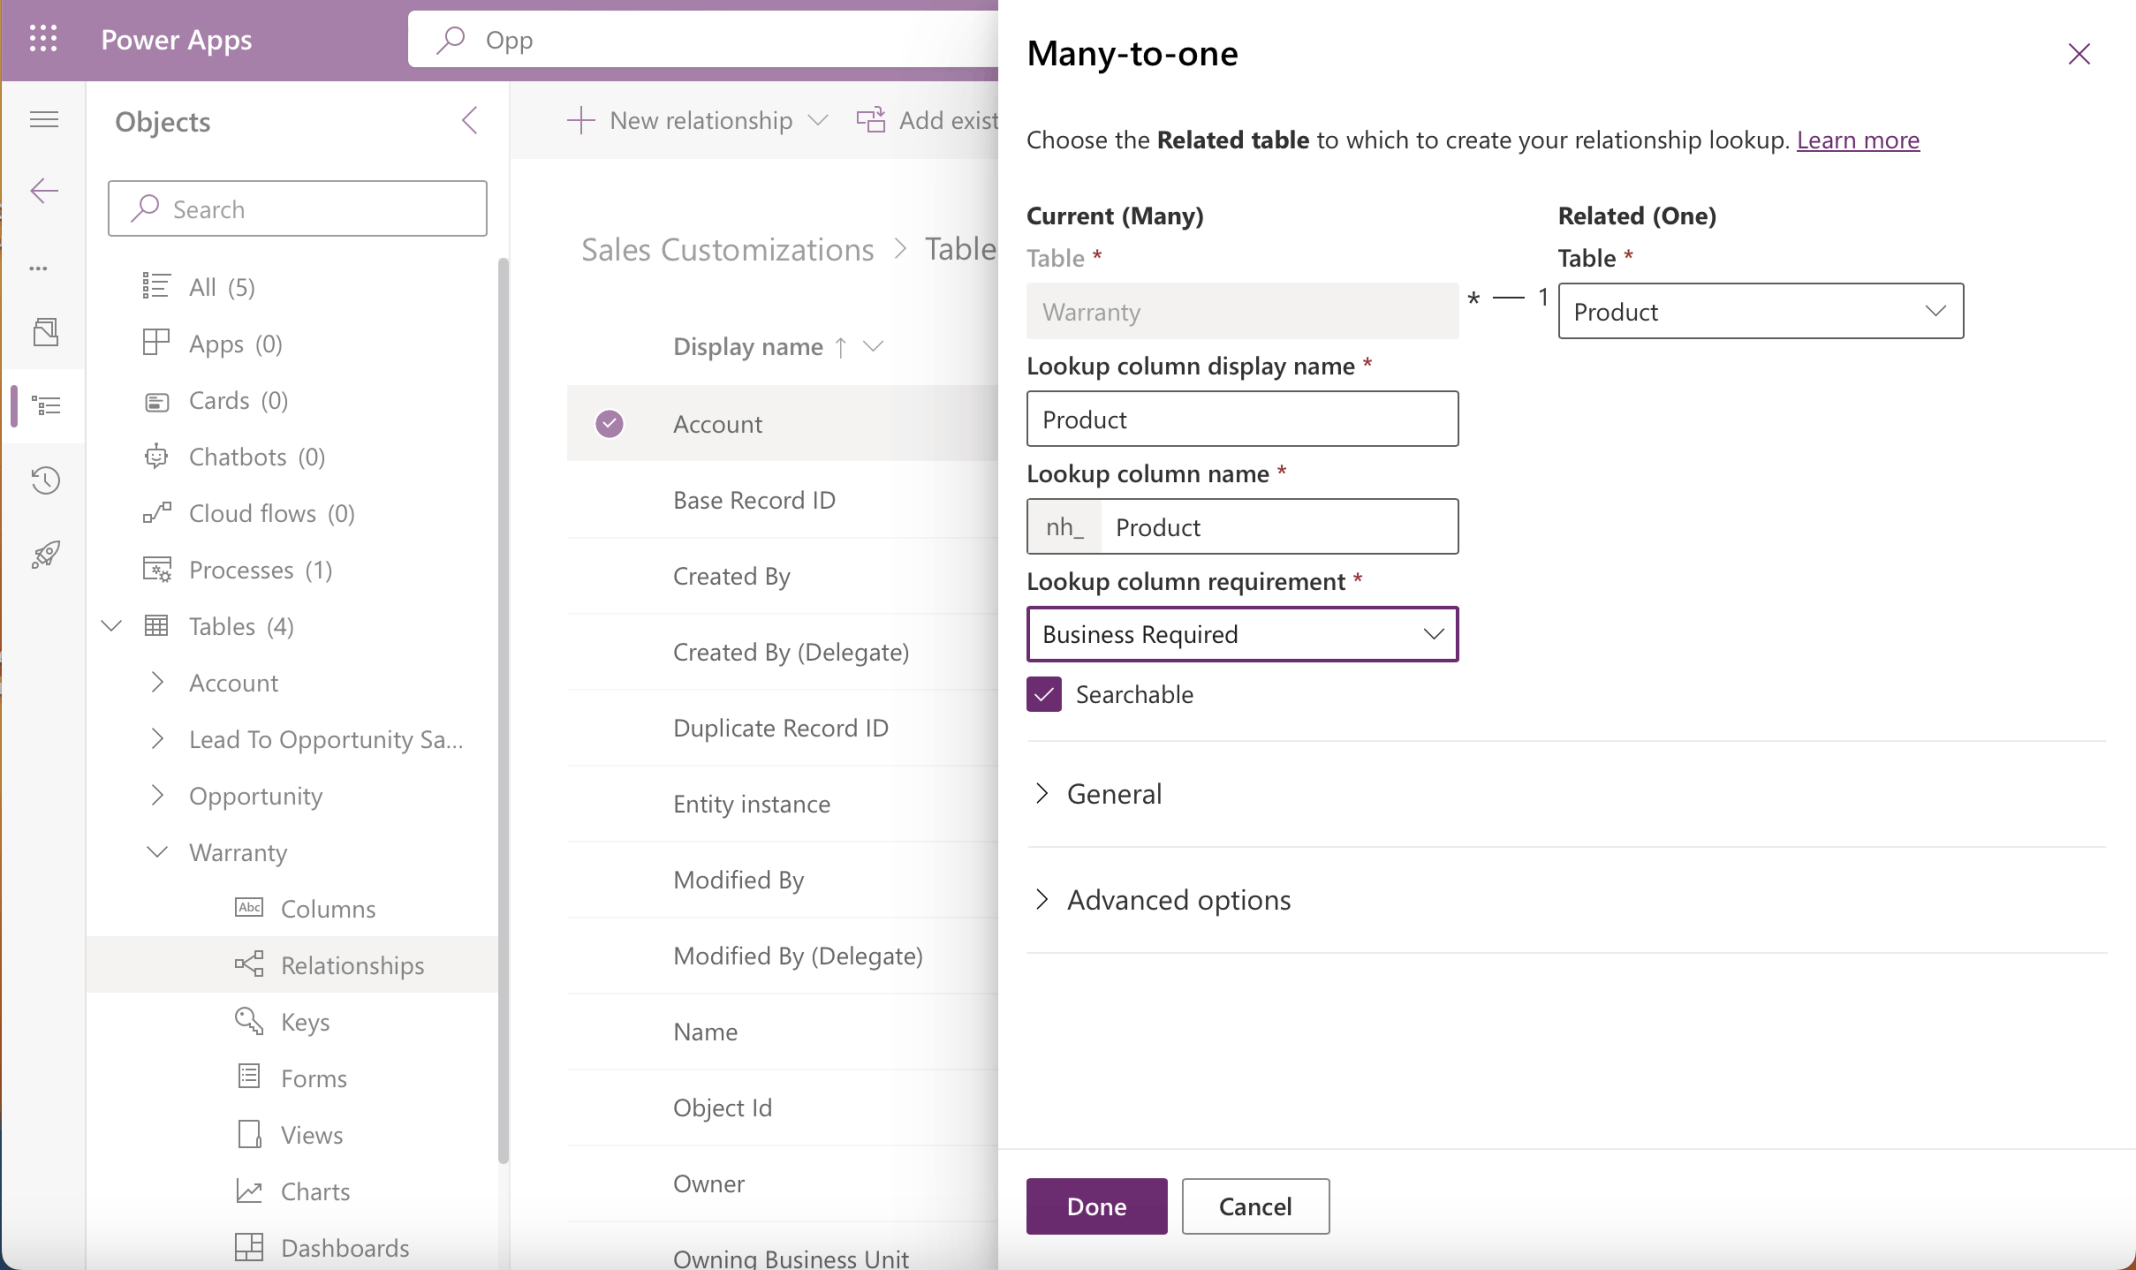 Power Apps
Opp
Objects
Search
All (5)
Apps (0)
Cards (0)
Chatbots (0)
Cloud flows (0)
Processes (1)
Tables (4)
Account
Lead To Opportunity Sa...
Opportunity
Warranty
Abc Columns
Relationships
Keys
Forms
Views
Charts
Dashboards
New relationship
Add exist
Sales Customizations > Table
Display name ↑
Account
Base Record ID
Created By
Created By (Delegate)
Duplicate Record ID
Entity instance
Modified By
Modified By (Delegate)
Name
Object Id
Owner
Owning Business Unit
Many-to-one
Choose the Related table to which to create your relationship lookup. Learn more
Current (Many)
Table *
Warranty
* — 1
Related (One)
Table *
Product
Lookup column display name *
Product
Lookup column name *
nh_ Product
Lookup column requirement *
Business Required
Searchable
General
Advanced options
Done
Cancel